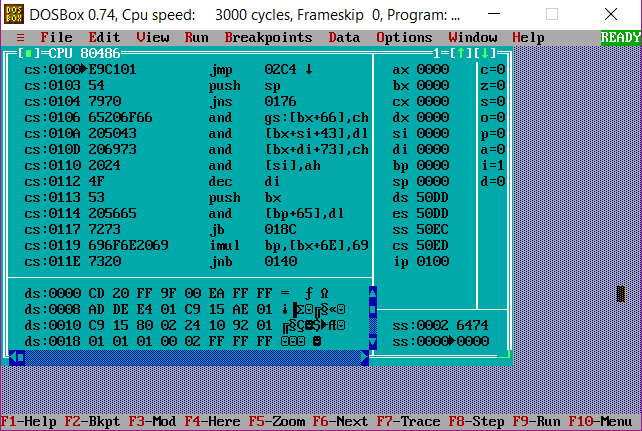 DOSBox 0.74, Cpu speed: 3000 cycles, Frameskip 0, Program: ...
≡ File Edit View Run Breakpoints Data Options Window Help READY
[■]=CPU 80486 1=[↑][↓]
cs:0100►E9C101 jmp 02C4 ↓ ax 0000 c=0
cs:0103 54 push sp bx 0000 z=0
cs:0104 7970 jns 0176 cx 0000 s=0
cs:0106 65206F66 and gs:[bx+66],ch dx 0000 o=0
cs:010A 205043 and [bx+si+43],dl si 0000 p=0
cs:010D 206973 and [bx+di+73],ch di 0000 a=0
cs:0110 2024 and [si],ah bp 0000 i=1
cs:0112 4F dec di sp 0000 d=0
cs:0113 53 push bx ds 50DD
cs:0114 205665 and [bp+65],dl es 50DD
cs:0117 7273 jb 018C ss 50EC
cs:0119 696F6E2069 imul bp,[bx+6E],69 cs 50ED
cs:011E 7320 jnb 0140 ip 0100
ds:0000 CD 20 FF 9F 00 EA FF FF = ƒ Ω
ds:0008 AD DE E4 01 C9 15 AE 01
ds:0010 C9 15 80 02 24 10 92 01 ss:0002 6474
ds:0018 01 01 01 00 02 FF FF FF ss:0000►0000
F1-Help F2-Bkpt F3-Mod F4-Here F5-Zoom F6-Next F7-Trace F8-Step F9-Run F10-Menu